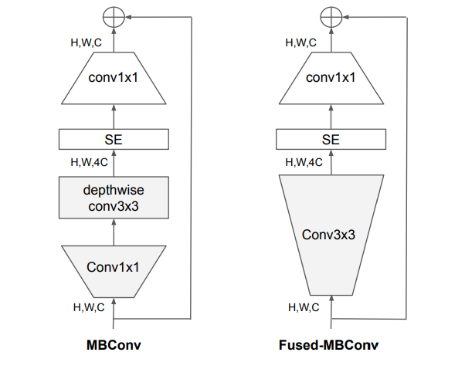 H,W,C
conv1x1
SE
H,W,4C
depthwise
conv3x3
Conv1x1
H,W,C
MBConv
H,W,C
conv1x1
SE
H,W,4C
Conv3x3
H,W,C
Fused-MBConv